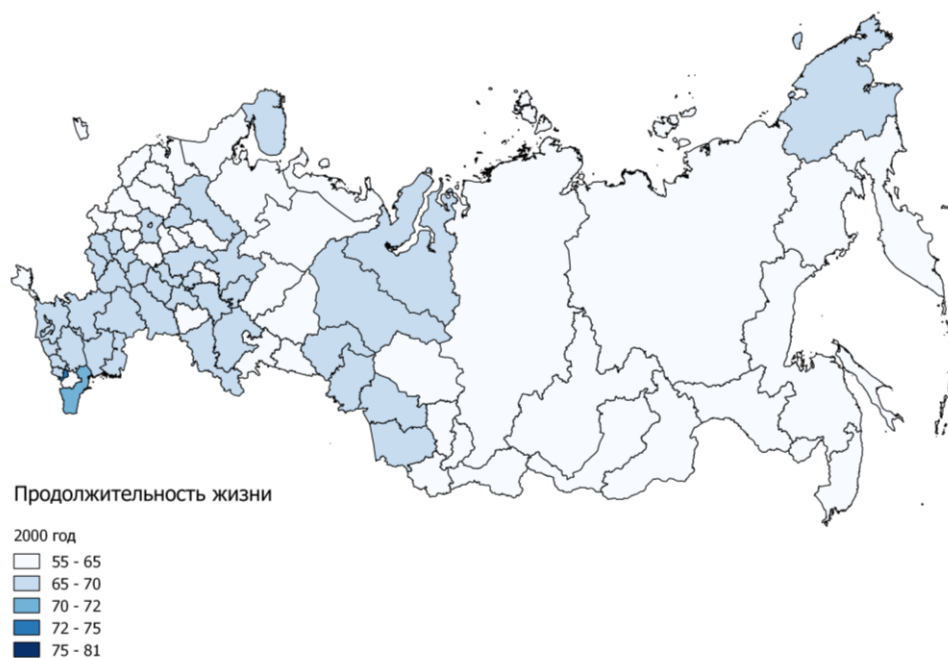 Продолжительность жизни
2000 год
55 - 65
65 - 70
70 - 72
72 - 75
75 - 81